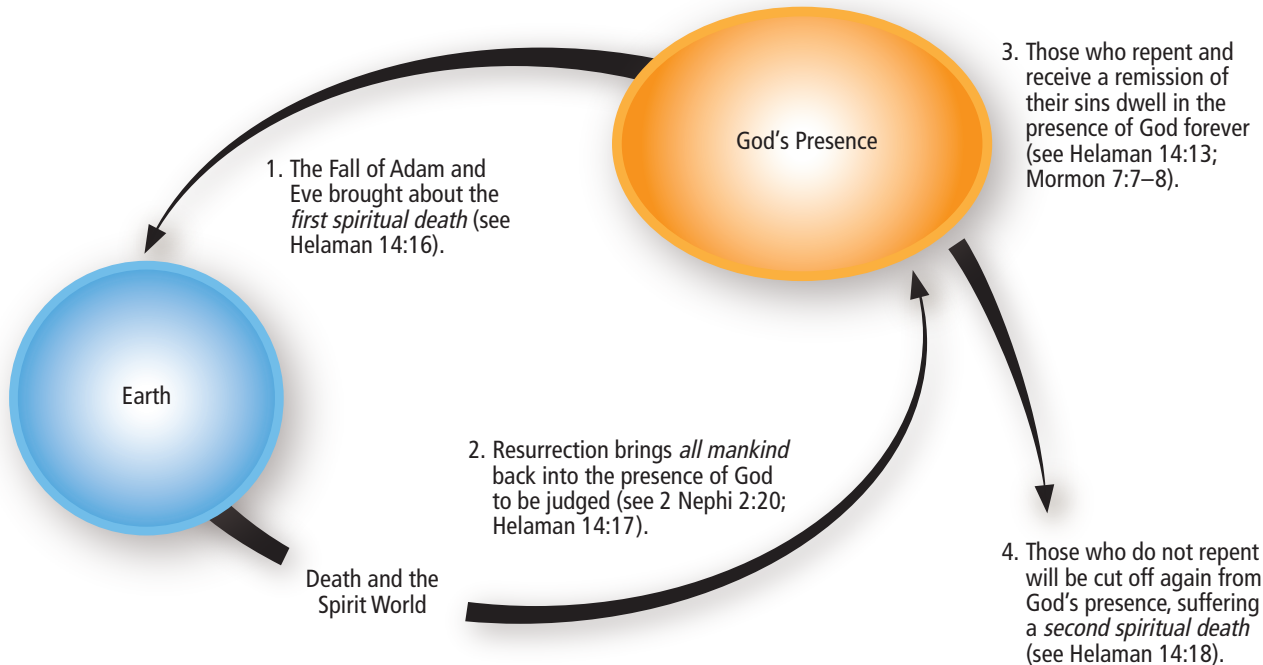 God's Presence
1. The Fall of Adam and
Eve brought about the
first spiritual death (see
Helaman 14:16).
Earth
Death and the
Spirit World
2. Resurrection brings all mankind
back into the presence of God
to be judged (see 2 Nephi 2:20;
Helaman 14:17).
3. Those who repent and
receive a remission of
their sins dwell in the
presence of God forever
(see Helaman 14:13;
Mormon 7:7–8).
4. Those who do not repent
will be cut off again from
God's presence, suffering
a second spiritual death
(see Helaman 14:18).